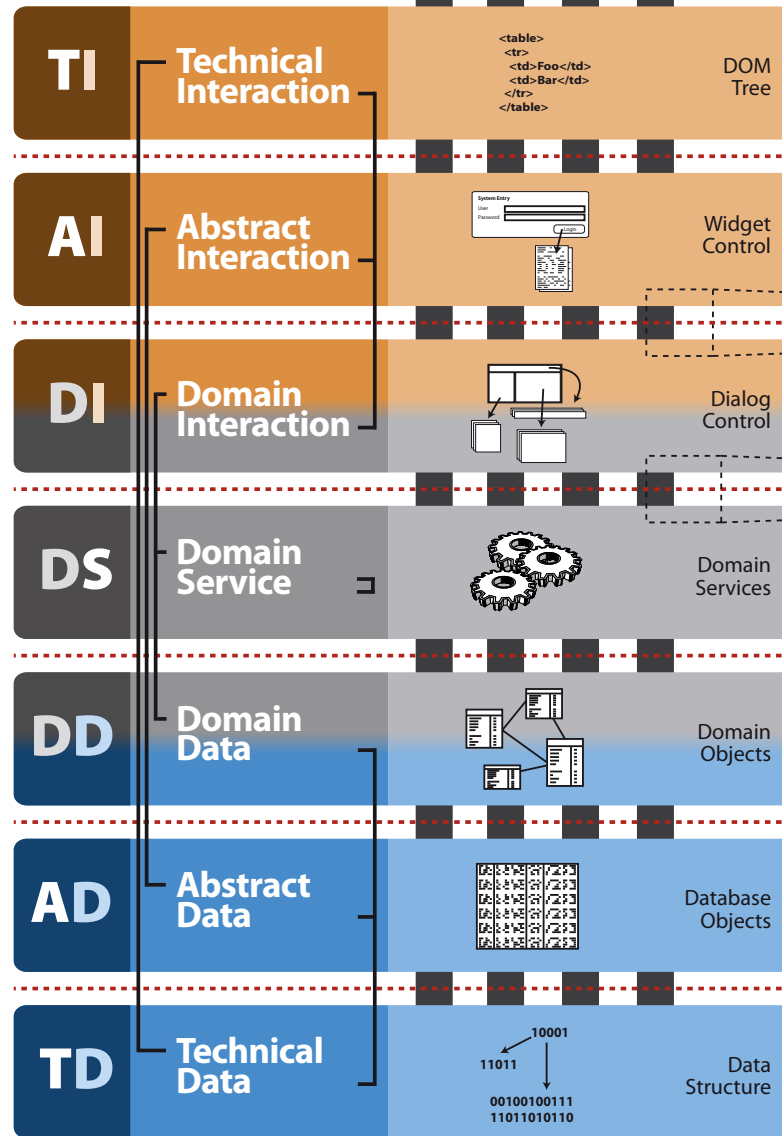 TI
Technical
Interaction
<table>
<tr>
<td>Foo</td>
<td>Bar</td>
</tr>
</table>
DOM
Tree
AI
Abstract
Interaction
System Entry
User
Password
Login
Widget
Control
DI
Domain
Interaction
Dialog
Control
DS
Domain
Service
Domain
Services
DD
Domain
Data
Domain
Objects
AD
Abstract
Data
Database
Objects
TD
Technical
Data
10001
11011
00100100111
11011010110
Data
Structure